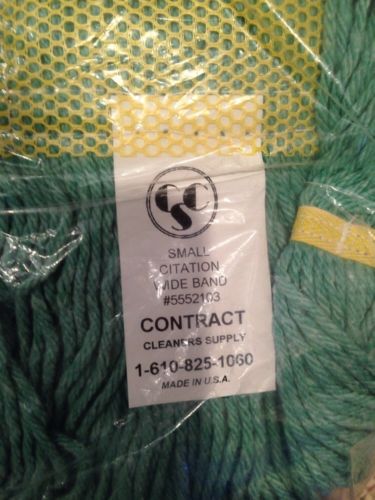 CSC
SMALL
CITATION
WIDE BAND
#5552103
CONTRACT
CLEANERS SUPPLY
1-610-825-1060
MADE IN U.S.A.